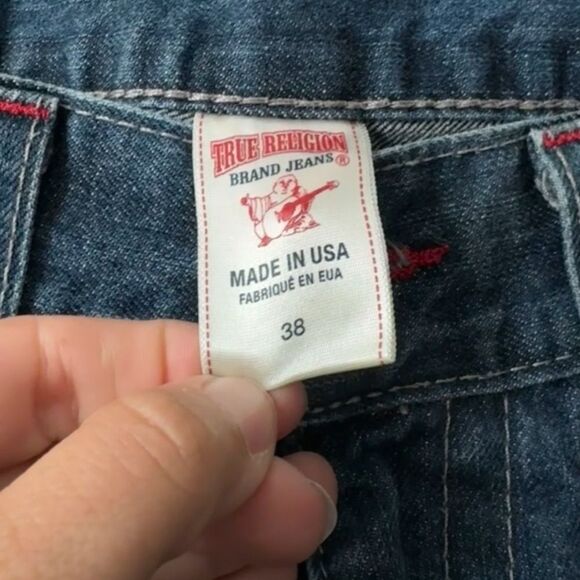 TRUE RELIGION
BRAND JEANS ®
MADE IN USA
FABRIQUÉ EN EUA
38